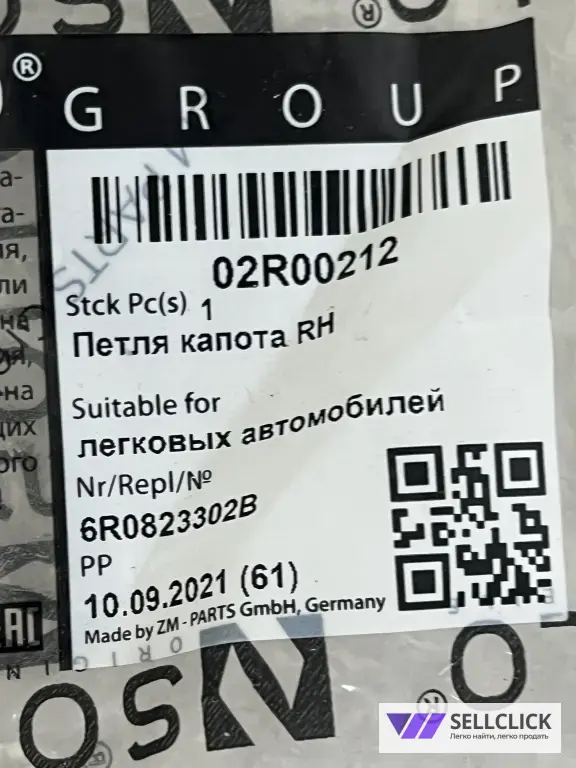 ®
GROUP
02R00212
Stck Pc(s) 1
Петля капота RH
Suitable for
легковых автомобилей
Nr/Repl/№
6R0823302B
PP
10.09.2021 (61)
Made by ZM - PARTS GmbH, Germany
EAC
SELLCLICK
Легко найти, легко продать